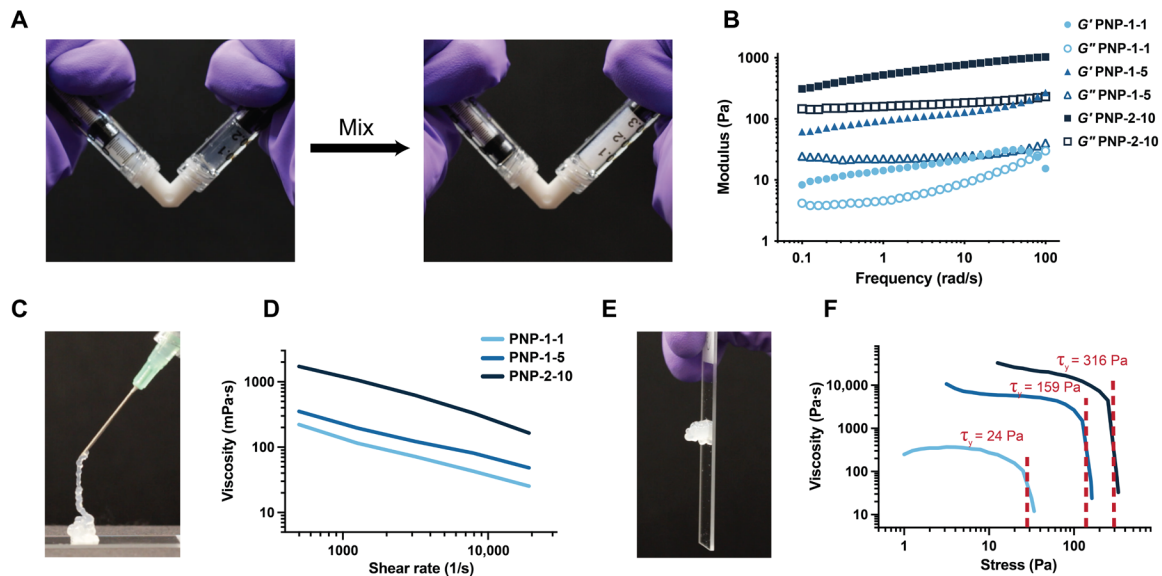 A
Mix
B
Modulus (Pa)
1000
100
10
1
0.1
1
10
100
Frequency (rad/s)
G′ PNP-1-1
G″ PNP-1-1
G′ PNP-1-5
G″ PNP-1-5
G′ PNP-2-10
G″ PNP-2-10
C
D
Viscosity (mPa·s)
1000
100
10
1000
10,000
Shear rate (1/s)
PNP-1-1
PNP-1-5
PNP-2-10
E
F
Viscosity (Pa·s)
10,000
1000
100
10
1
10
100
Stress (Pa)
τy = 316 Pa
τy = 159 Pa
τy = 24 Pa